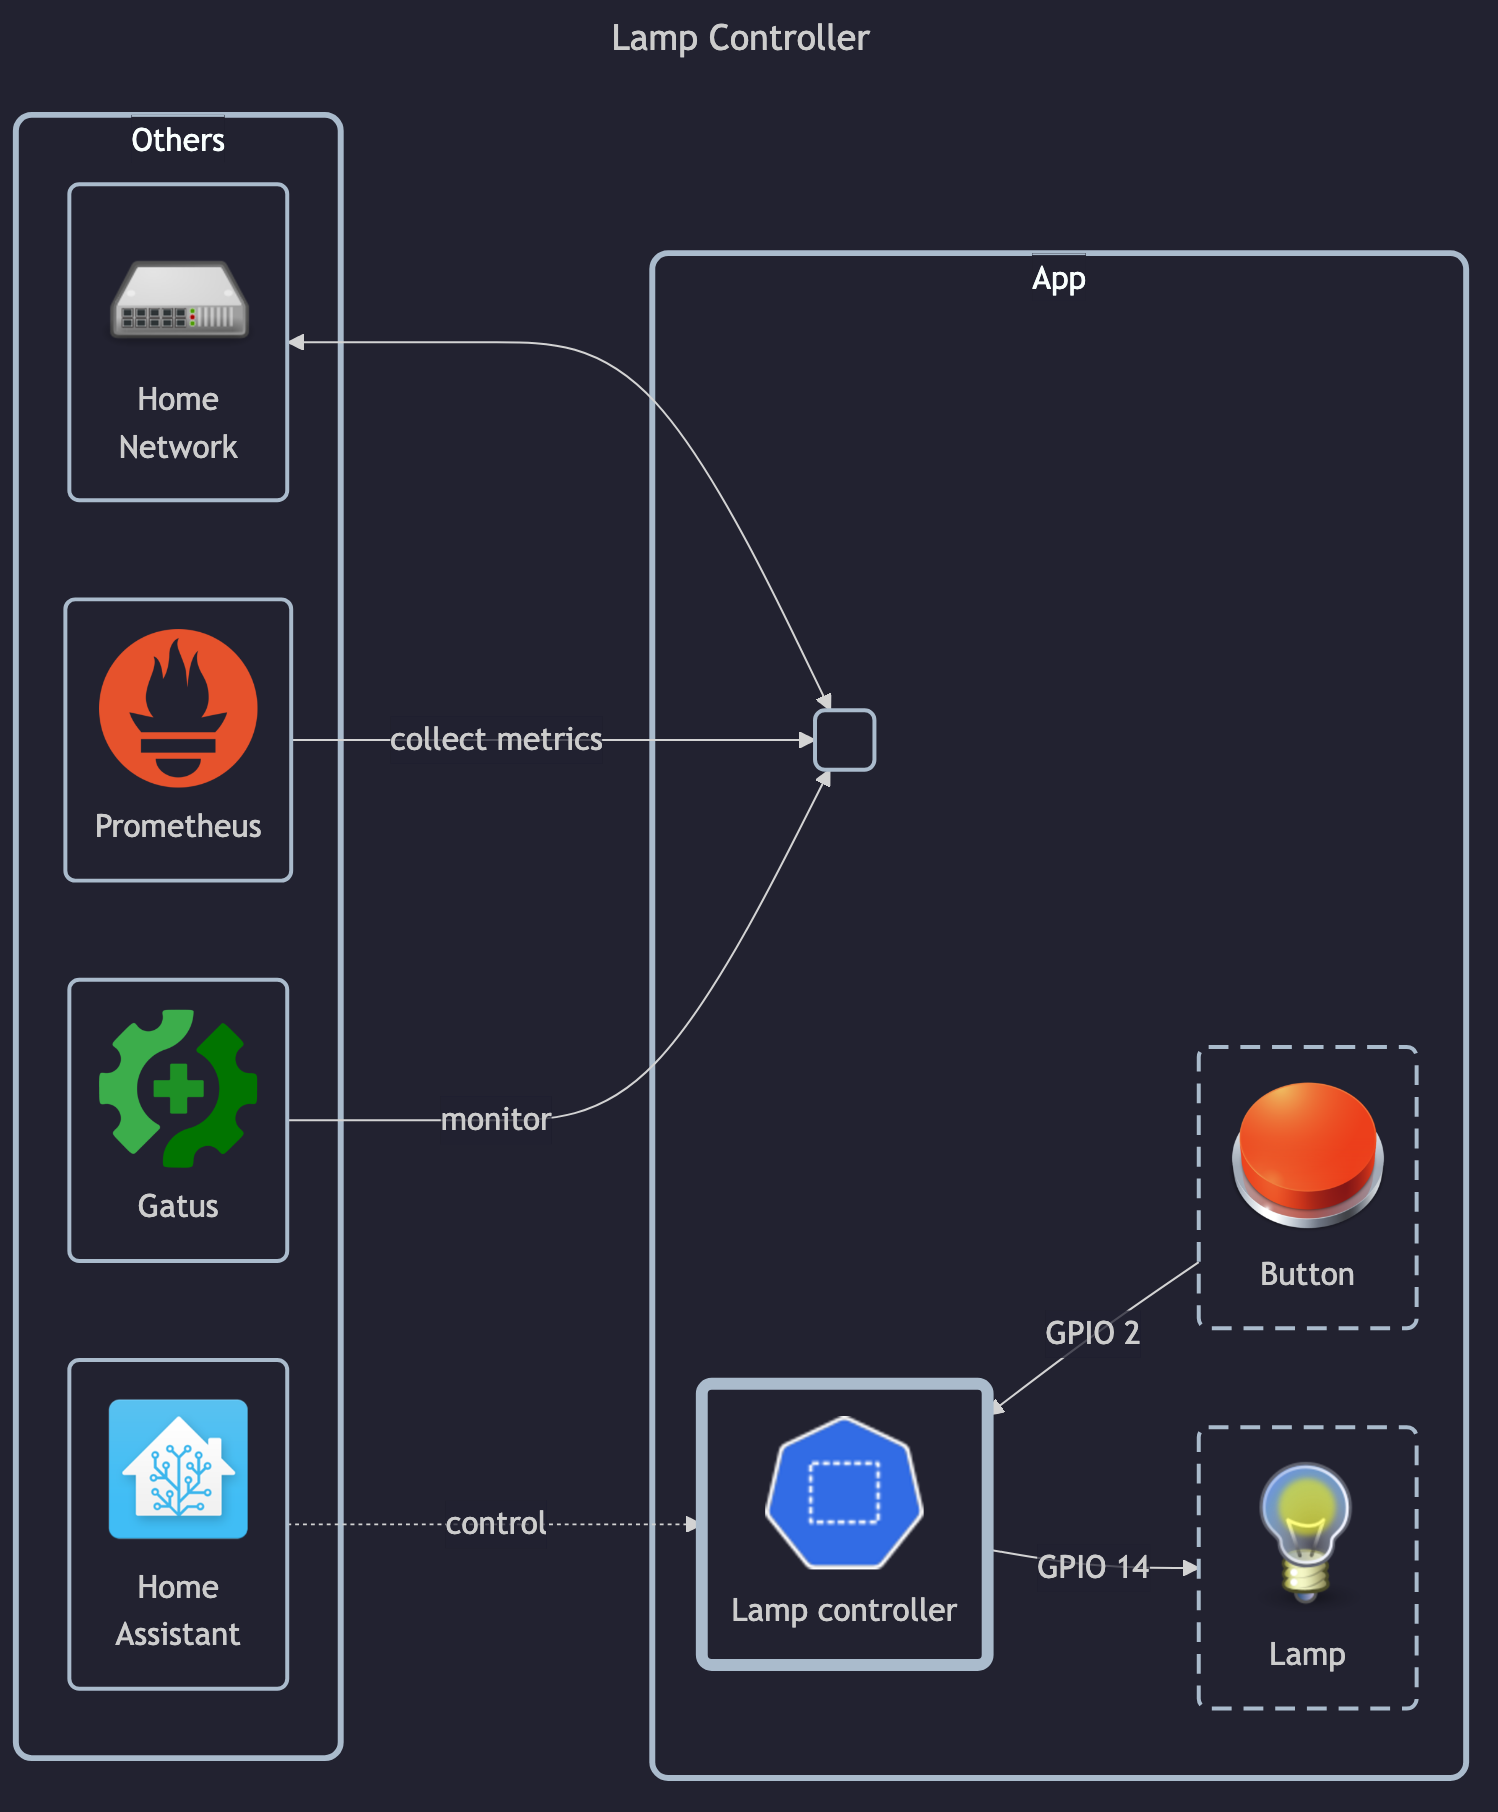 Lamp Controller
Others
Home
Network
App
collect metrics
Prometheus
monitor
Gatus
Button
GPIO 2
control
Home
Assistant
Lamp controller
GPIO 14
Lamp